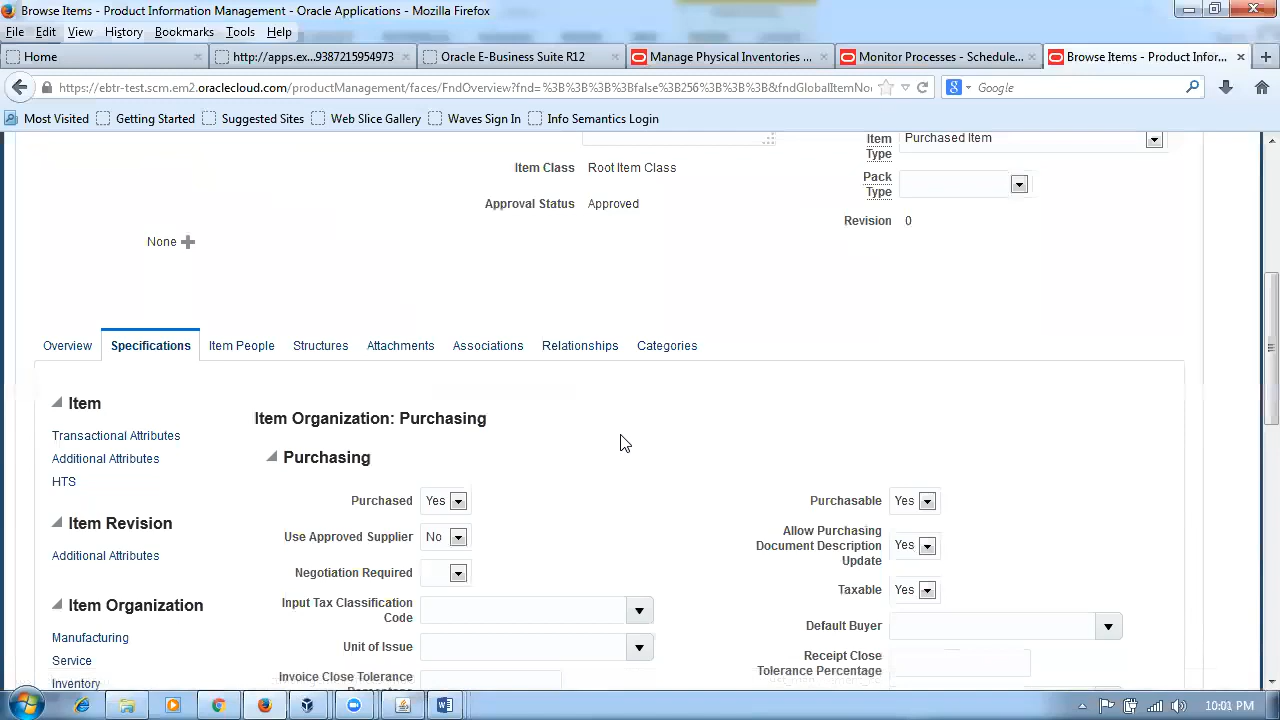 Browse Items - Product Information Management - Oracle Applications - Mozilla Firefox
File Edit View History Bookmarks Tools Help
Home
http://apps.ex...9387215954973
Oracle E-Business Suite R12
Manage Physical Inventories ...
Monitor Processes - Schedule...
Browse Items - Product Infor...
https://ebtr-test.scm.em2.oraclecloud.com/productManagement/faces/FndOverview?fnd=%3B%3B%3B%3Bfalse%3B256%3B%3B%3B&fndGlobalItemNo
Google
Most Visited Getting Started Suggested Sites Web Slice Gallery Waves Sign In Info Semantics Login
Item Type Purchased Item
Item Class Root Item Class
Pack Type
Approval Status Approved
Revision 0
None
Overview Specifications Item People Structures Attachments Associations Relationships Categories
Item
Transactional Attributes
Additional Attributes
HTS
Item Revision
Additional Attributes
Item Organization
Manufacturing
Service
Inventory
Item Organization: Purchasing
Purchasing
Purchased Yes
Purchasable Yes
Use Approved Supplier No
Allow Purchasing
Document Description Yes
Update
Negotiation Required
Taxable Yes
Input Tax Classification
Code
Default Buyer
Unit of Issue
Receipt Close
Tolerance Percentage
Invoice Close Tolerance
Percentage
10:01 PM